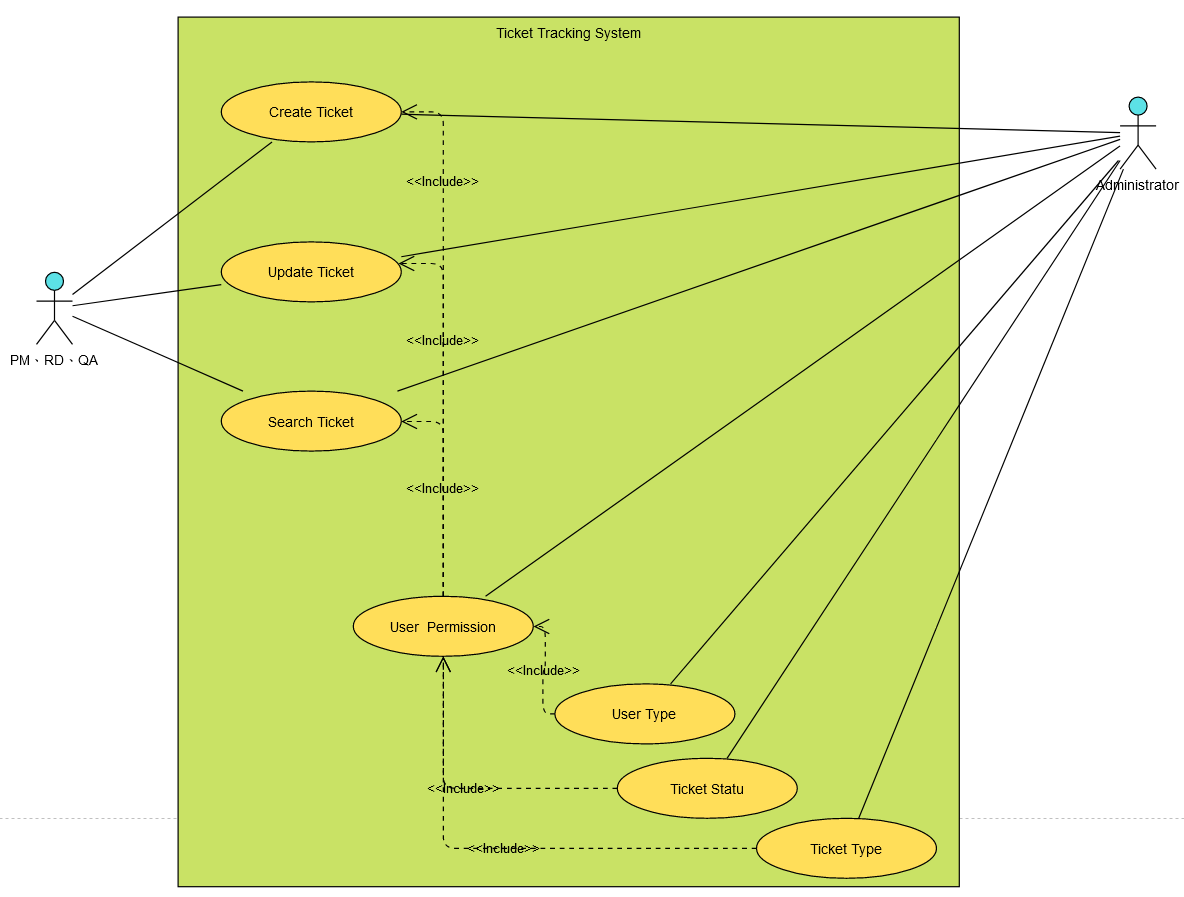 Ticket Tracking System
Create Ticket
<<Include>>
Administrator
Update Ticket
<<Include>>
PM、RD、QA
Search Ticket
<<Include>>
User  Permission
<<Include>>
User Type
<<Include>>
Ticket Statu
<<Include>>
Ticket Type